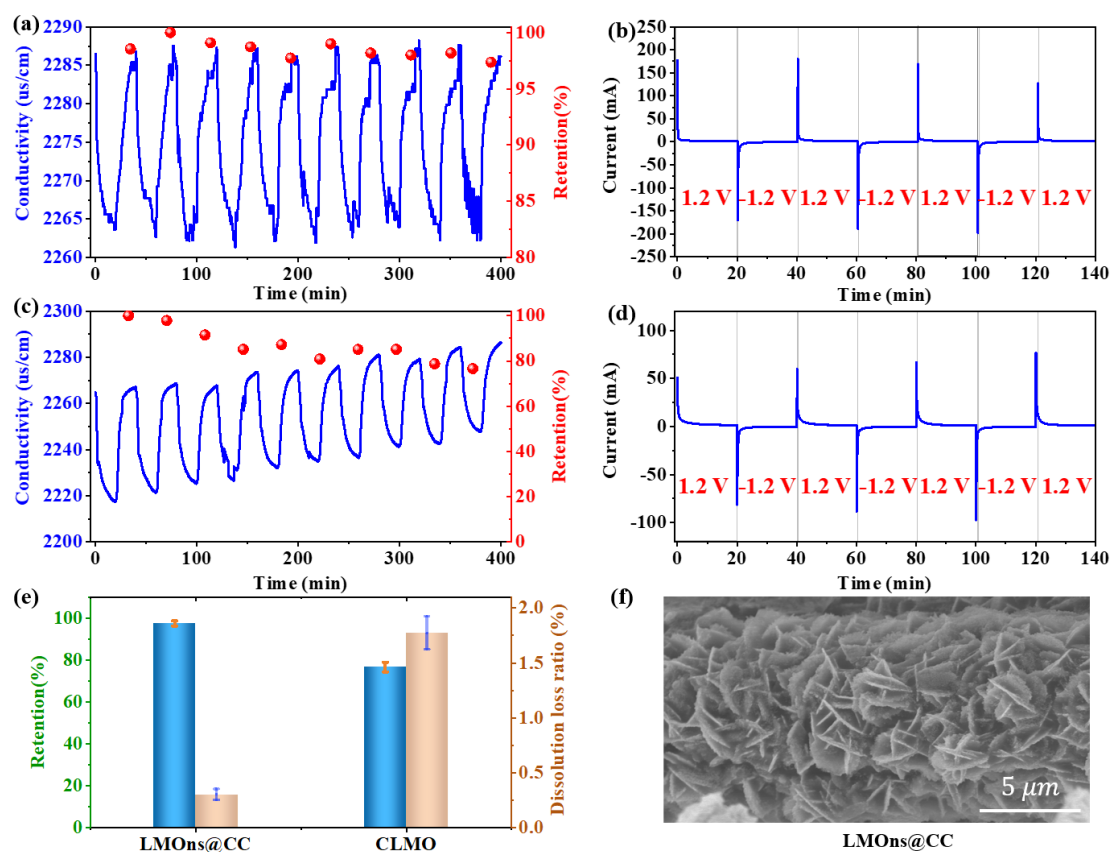 (a)
2290
2285
2280
2275
2270
2265
2260
Conductivity (us/cm)
100
95
90
85
80
Retention(%)
0
100
200
300
400
Time (min)
(b)
250
200
150
100
50
0
-50
-100
-150
-200
-250
Current (mA)
1.2 V
-1.2 V
1.2 V
-1.2 V
1.2 V
-1.2 V
1.2 V
0
20
40
60
80
100
120
140
Time (min)
(c)
2300
2280
2260
2240
2220
2200
Conductivity (us/cm)
100
80
60
40
20
0
Retention(%)
0
100
200
300
400
Time (min)
(d)
100
50
0
-50
-100
Current (mA)
1.2 V
-1.2 V
1.2 V
-1.2 V
1.2 V
-1.2 V
1.2 V
0
20
40
60
80
100
120
140
Time (min)
(e)
100
80
60
40
20
0
Retention(%)
2.0
1.5
1.0
0.5
0.0
Dissolution loss ratio (%)
LMOns@CC
CLMO
(f)
5 μm
LMOns@CC